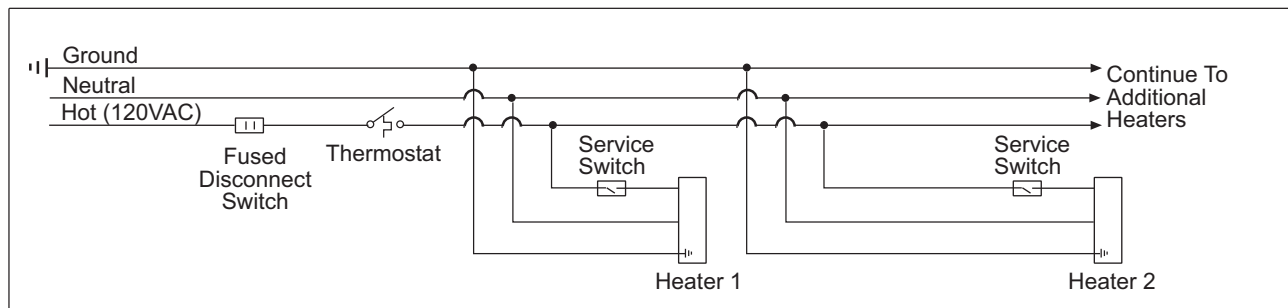 Ground
Neutral
Hot (120VAC)
Fused
Disconnect
Switch
Thermostat
Service
Switch
Heater 1
Service
Switch
Heater 2
Continue To
Additional
Heaters